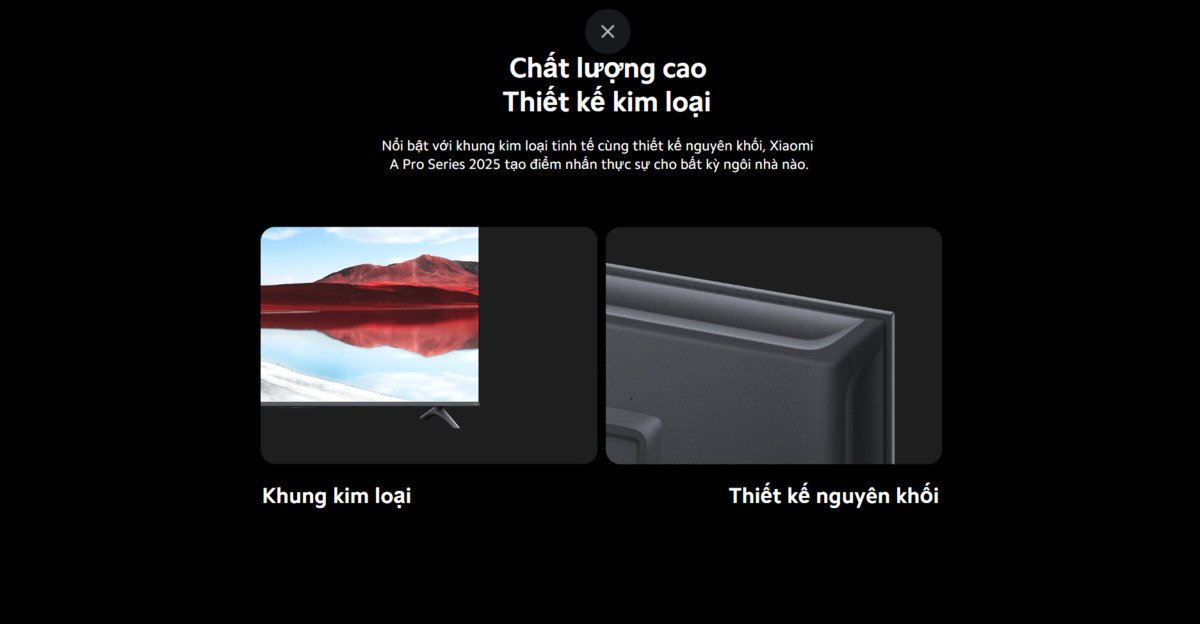 Chất lượng cao
Thiết kế kim loại
Nổi bật với khung kim loại tinh tế cùng thiết kế nguyên khối, Xiaomi
A Pro Series 2025 tạo điểm nhấn thực sự cho bất kỳ ngôi nhà nào.
Khung kim loại
Thiết kế nguyên khối